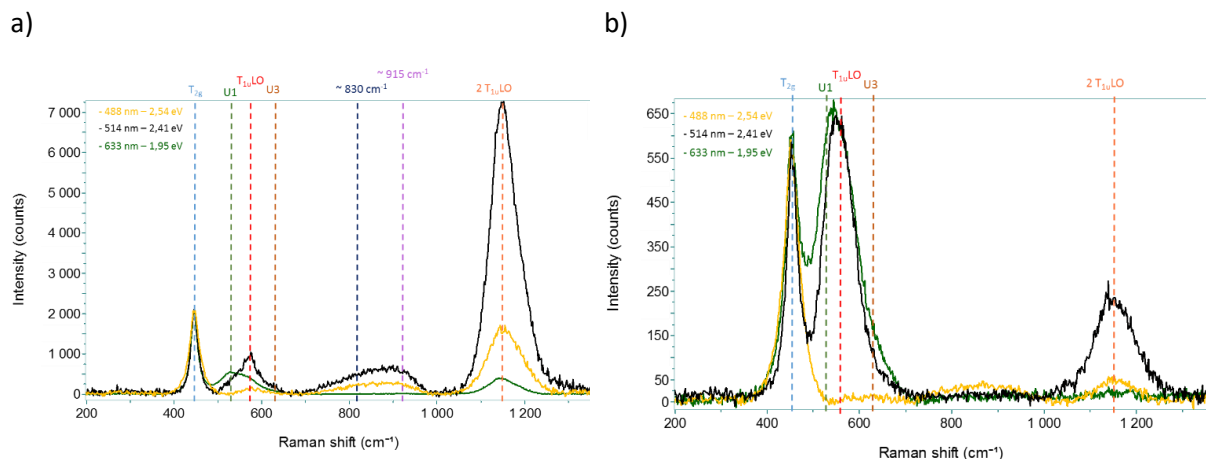 a)
b)
~ 915 cm⁻¹
T₁ᵤLO
T₂g
U1
U3
~ 830 cm⁻¹
2 T₁ᵤLO
7 000
6 000
5 000
4 000
3 000
2 000
1 000
0
- 488 nm – 2,54 eV
- 514 nm – 2,41 eV
- 633 nm – 1,95 eV
Intensity (counts)
200
400
600
800
1 000
1 200
Raman shift (cm⁻¹)
T₁ᵤLO
T₂g
U1
U3
2 T₁ᵤLO
650
550
450
350
250
150
50
0
- 488 nm – 2,54 eV
- 514 nm – 2,41 eV
- 633 nm – 1,95 eV
Intensity (counts)
200
400
600
800
1 000
1 200
Raman shift (cm⁻¹)